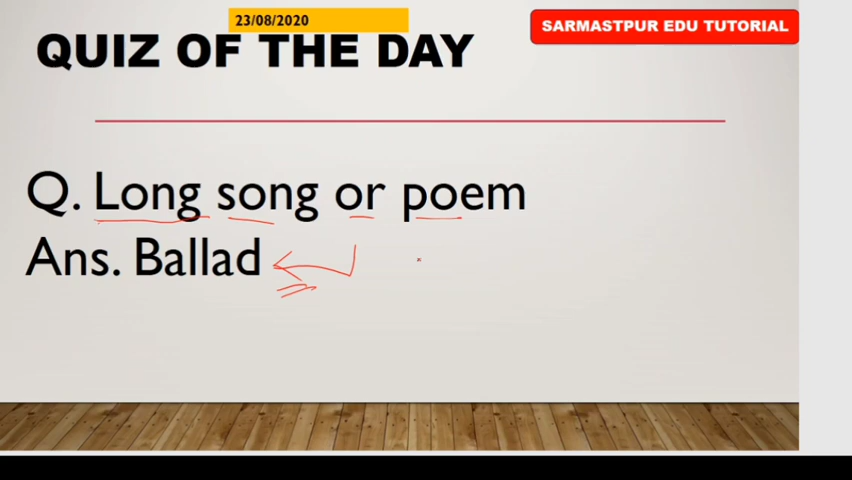 23/08/2020
SARMASTPUR EDU TUTORIAL
QUIZ OF THE DAY
Q. Long song or poem
Ans. Ballad